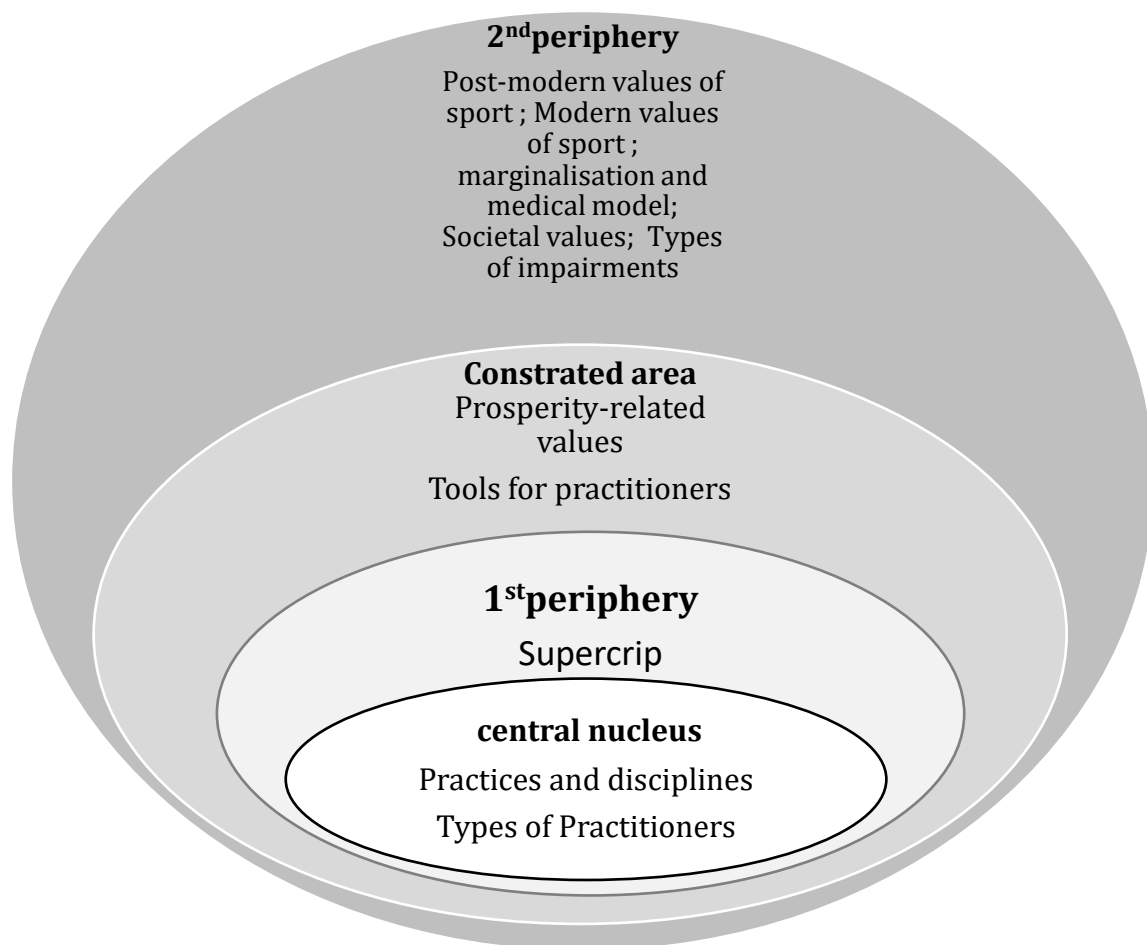 2ndperiphery
Post-modern values of
sport ; Modern values
of sport ;
marginalisation and
medical model;
Societal values; Types
of impairments
Constrated area
Prosperity-related
values
Tools for practitioners
1stperiphery
Supercrip
central nucleus
Practices and disciplines
Types of Practitioners